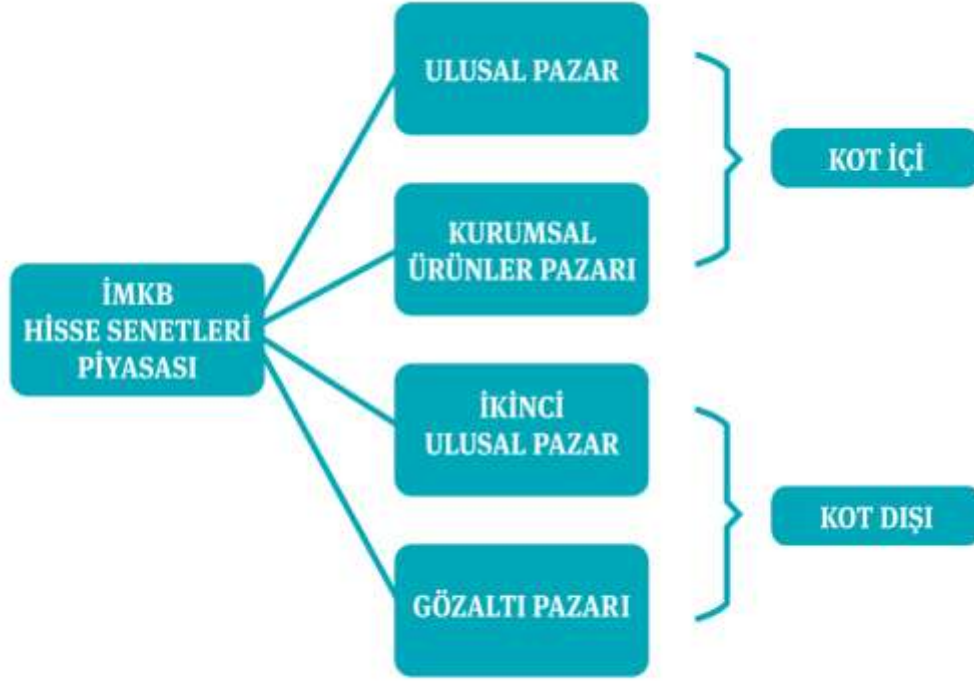 ULUSAL PAZAR
KOT İÇİ
KURUMSAL
ÜRÜNLER PAZARI
İMKB
HİSSE SENETLERİ
PİYASASI
İKİNCİ
ULUSAL PAZAR
KOT DIŞI
GÖZALTI PAZARI